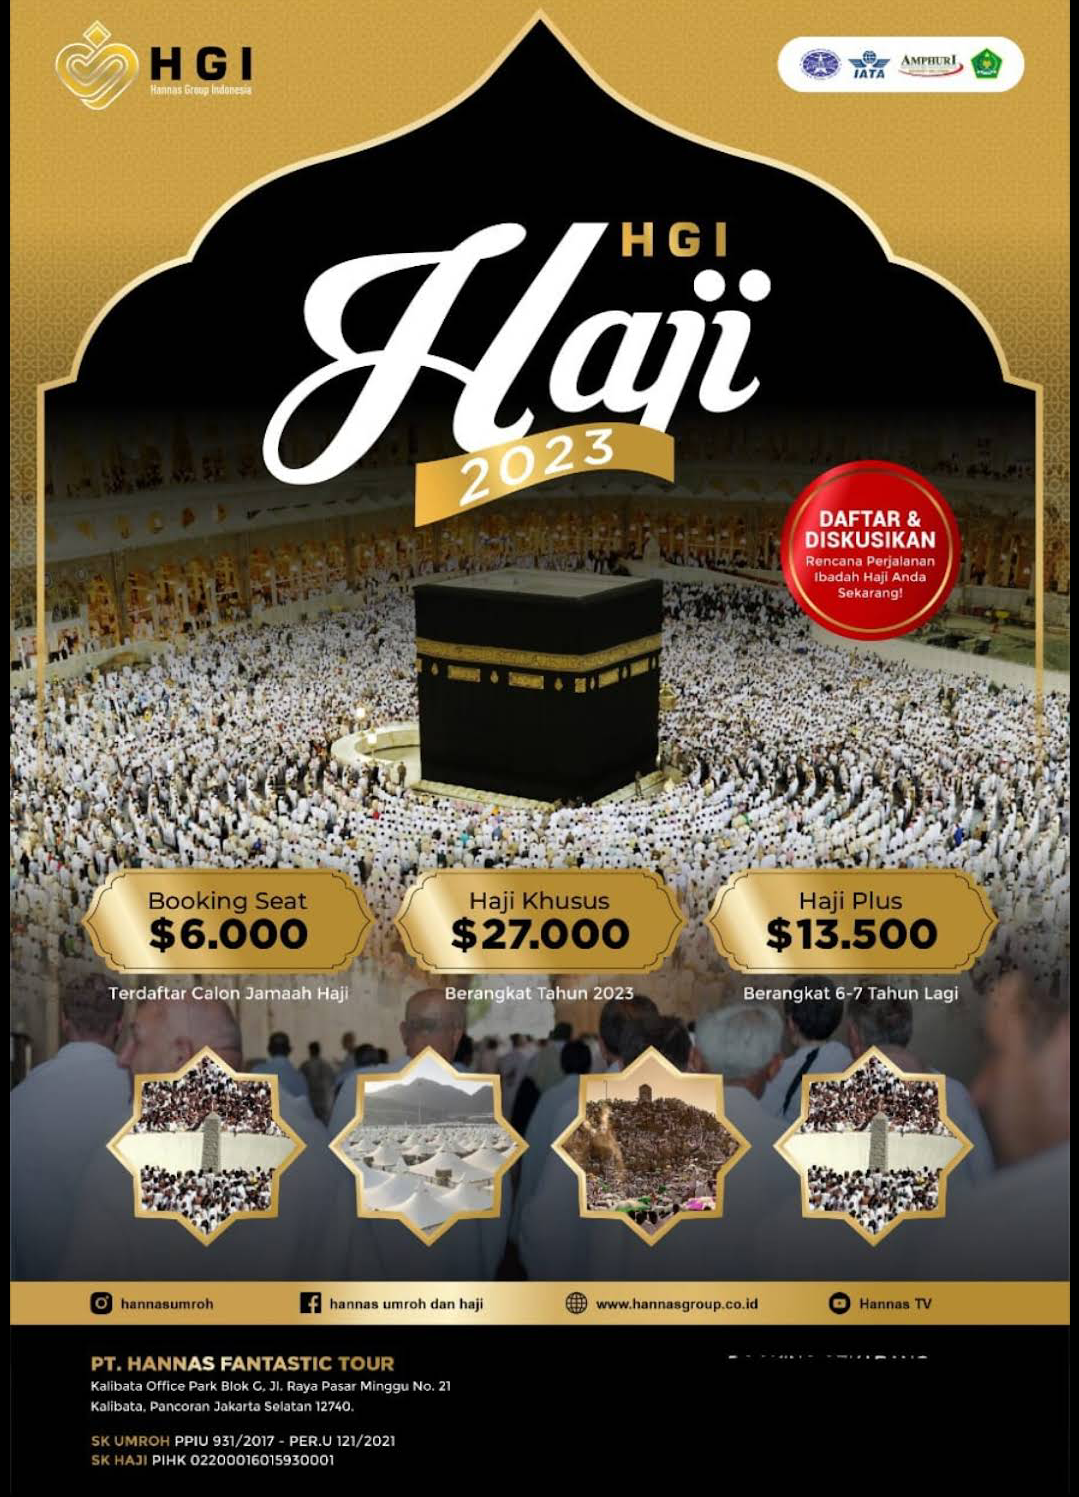 HGI
Hannas Group Indonesia
IATA
AMPHURI
HGI
Haji
2023
DAFTAR &
DISKUSIKAN
Rencana Perjalanan
Ibadah Haji Anda
Sekarang!
Booking Seat
$6.000
Terdaftar Calon Jamaah Haji
Haji Khusus
$27.000
Berangkat Tahun 2023
Haji Plus
$13.500
Berangkat 6-7 Tahun Lagi
hannasumroh
hannas umroh dan haji
www.hannasgroup.co.id
Hannas TV
PT. HANNAS FANTASTIC TOUR
Kalibata Office Park Blok G, Jl. Raya Pasar Minggu No. 21
Kalibata, Pancoran Jakarta Selatan 12740.
SK UMROH PPIU 931/2017 - PER.U 121/2021
SK HAJI PIHK 02200016015930001